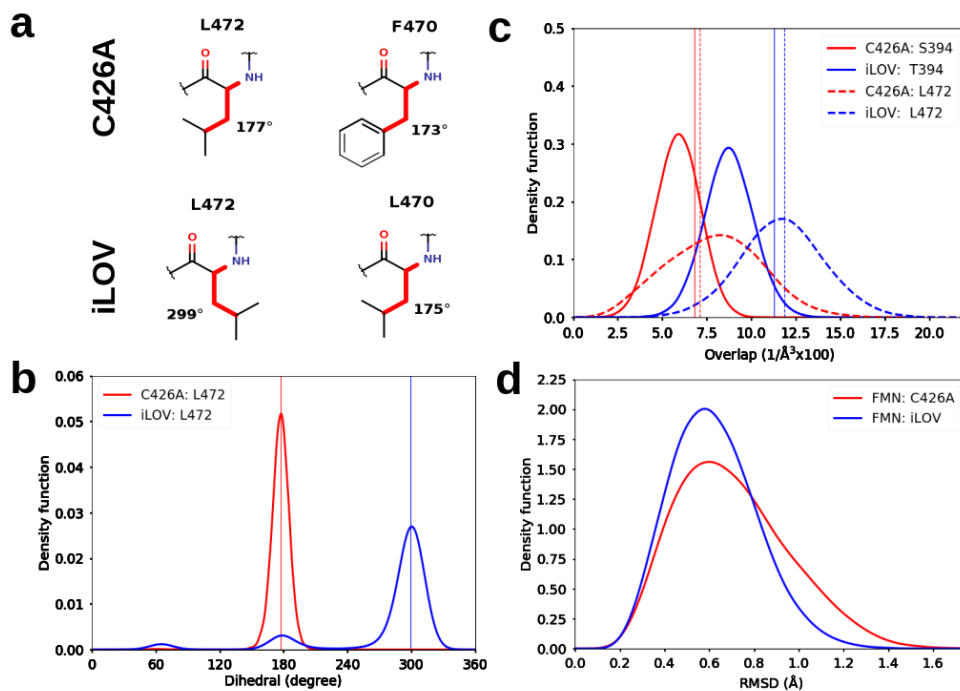 a
C426A
L472
F470
O
NH
177°
O
NH
173°
iLOV
L472
L470
O
NH
299°
O
NH
175°
b
C426A: L472
iLOV: L472
Density function
0.06
0.05
0.04
0.03
0.02
0.01
0.00
0 60 120 180 240 300 360
Dihedral (degree)
c
C426A: S394
iLOV: T394
C426A: L472
iLOV: L472
Density function
0.5
0.4
0.3
0.2
0.1
0.0
0.0 2.5 5.0 7.5 10.0 12.5 15.0 17.5 20.0
Overlap (1/Å³x100)
d
FMN: C426A
FMN: iLOV
Density function
2.25
2.00
1.75
1.50
1.25
1.00
0.75
0.50
0.25
0.00
0.0 0.2 0.4 0.6 0.8 1.0 1.2 1.4 1.6
RMSD (Å)